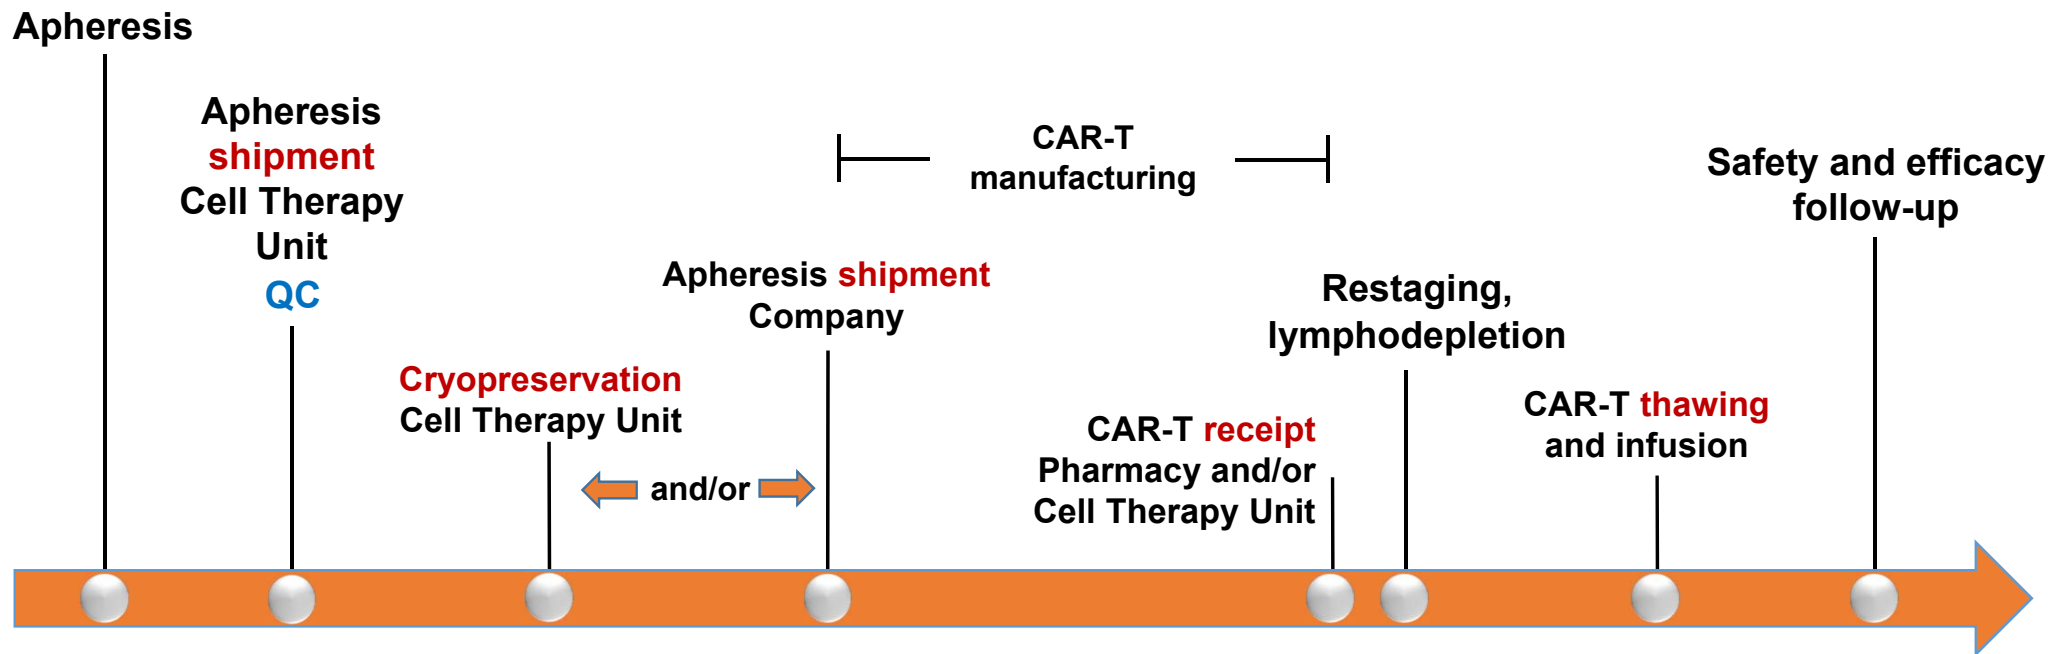 Apheresis
Apheresis
shipment
Cell Therapy
Unit
QC
Cryopreservation
Cell Therapy Unit
and/or
Apheresis shipment
Company
CAR-T
manufacturing
CAR-T receipt
Pharmacy and/or
Cell Therapy Unit
Restaging,
lymphodepletion
CAR-T thawing
and infusion
Safety and efficacy
follow-up